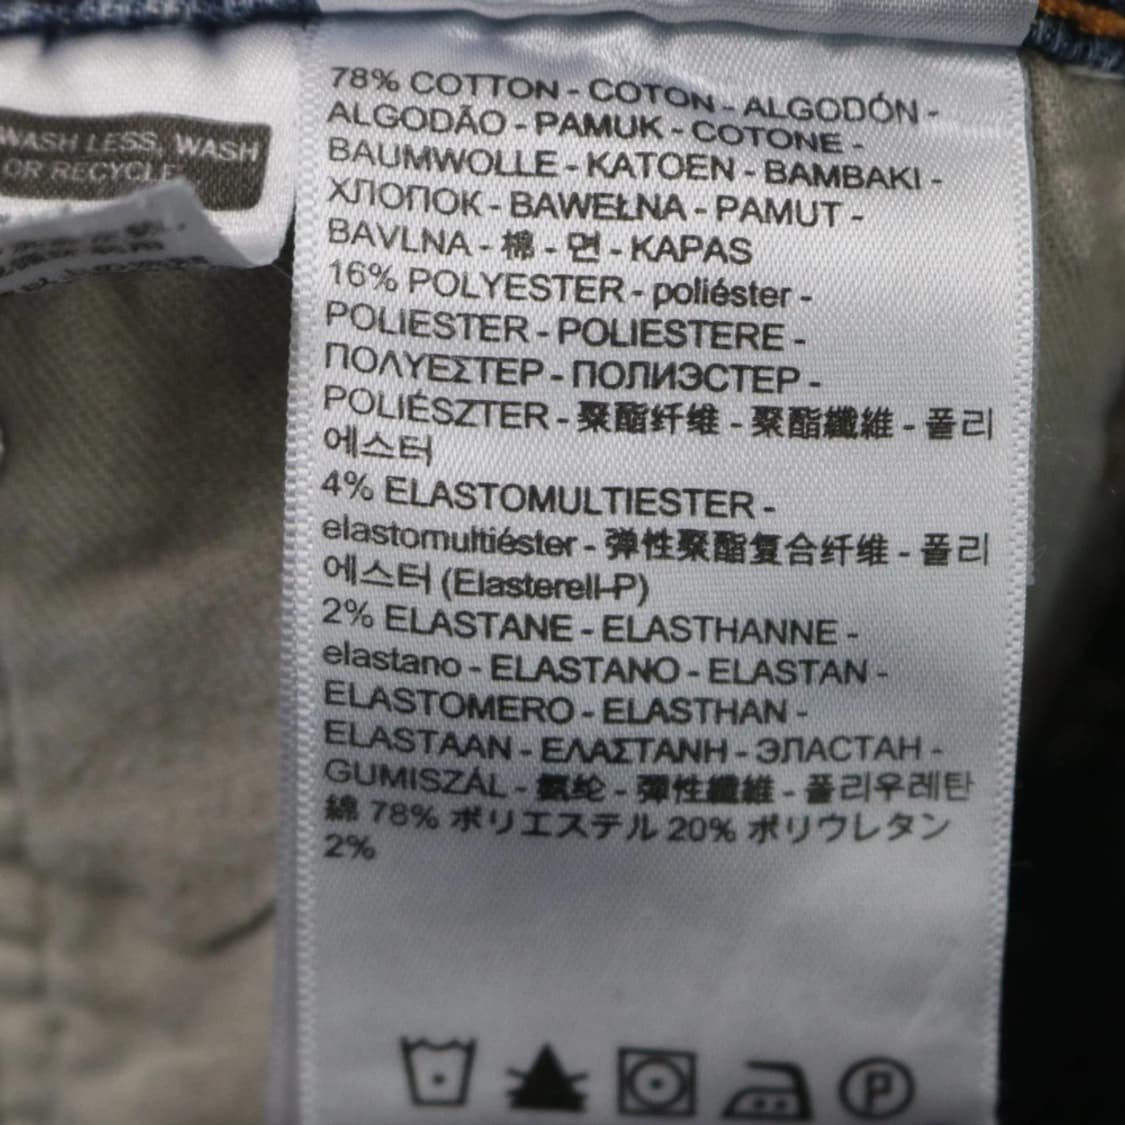 WASH LESS, WASH
OR RECYCLE
78% COTTON - COTON - ALGODÓN -
ALGODÃO - PAMUK - COTONE -
BAUMWOLLE - KATOEN - BAMBAKI -
ХЛОПОК - BAWEŁNA - PAMUT -
BAVLNA - 棉 - 면 - KAPAS
16% POLYESTER - poliéster -
POLIESTER - POLIESTERE -
ΠΟΛΥΕΣΤΕΡ - ПОЛИЭСТЕР -
POLIÉSZTER - 聚酯纤维 - 聚酯纖維 - 폴리
에스터
4% ELASTOMULTIESTER -
elastomultiéster - 弹性聚酯复合纤维 - 폴리
에스터 (Elasterell-P)
2% ELASTANE - ELASTHANNE -
elastano - ELASTANO - ELASTAN -
ELASTOMERO - ELASTHAN -
ELASTAAN - ΕΛΑΣΤΑΝΗ - ЭЛАСТАН -
GUMISZÁL - 氨纶 - 彈性纖維 - 폴리우레탄
綿 78% ポリエステル 20% ポリウレタン
2%
P